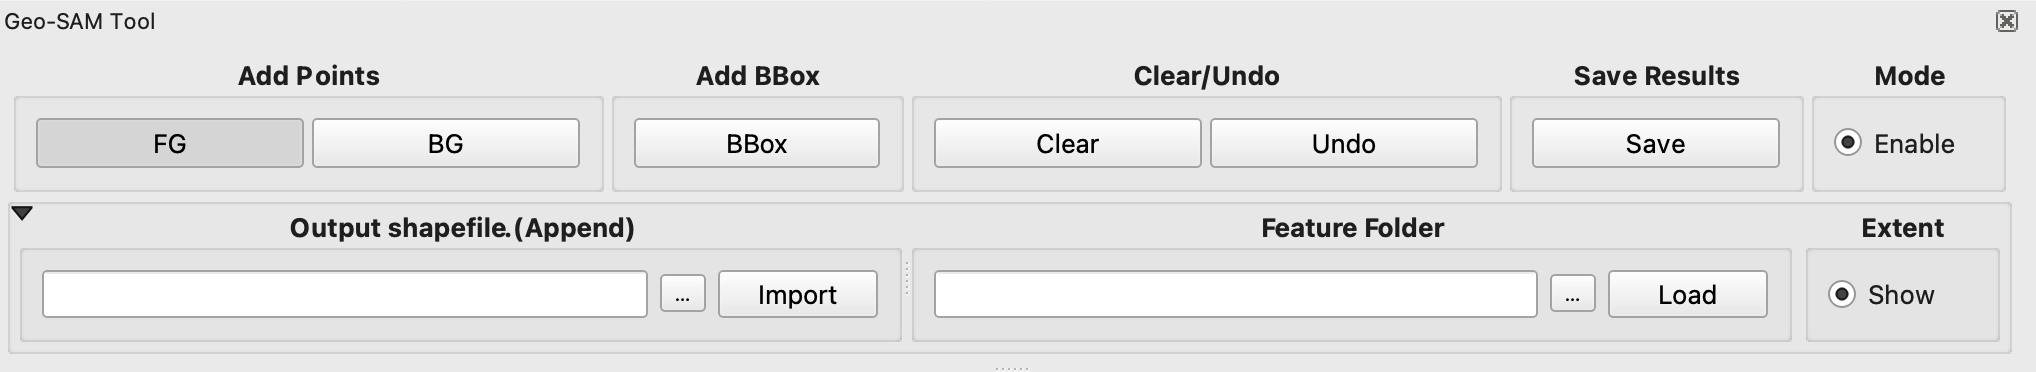 Geo-SAM Tool
Add Points Add BBox Clear/Undo Save Results Mode
FG BG BBox Clear Undo Save Enable
Output shapefile.(Append) Feature Folder Extent
... Import ... Load Show